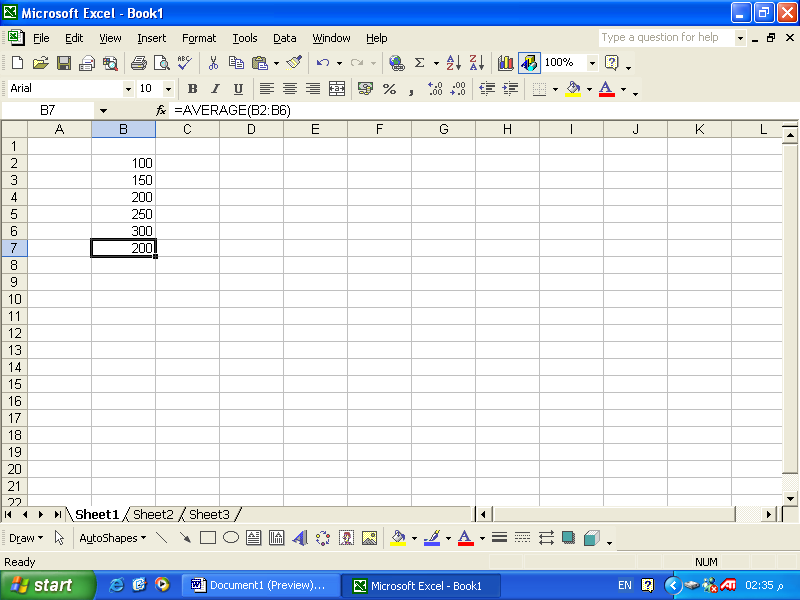 Microsoft Excel - Book1
File Edit View Insert Format Tools Data Window Help Type a question for help
100%
Arial 10 B I U
B7 fx =AVERAGE(B2:B6)
A B C D E F G H I J K L
1
2 100
3 150
4 200
5 250
6 300
7 200
8
9
10
11
12
13
14
15
16
17
18
19
20
21
22
Sheet1 Sheet2 Sheet3
Draw AutoShapes
Ready NUM
start Document1 (Preview)... Microsoft Excel - Book1 EN 02:35 م